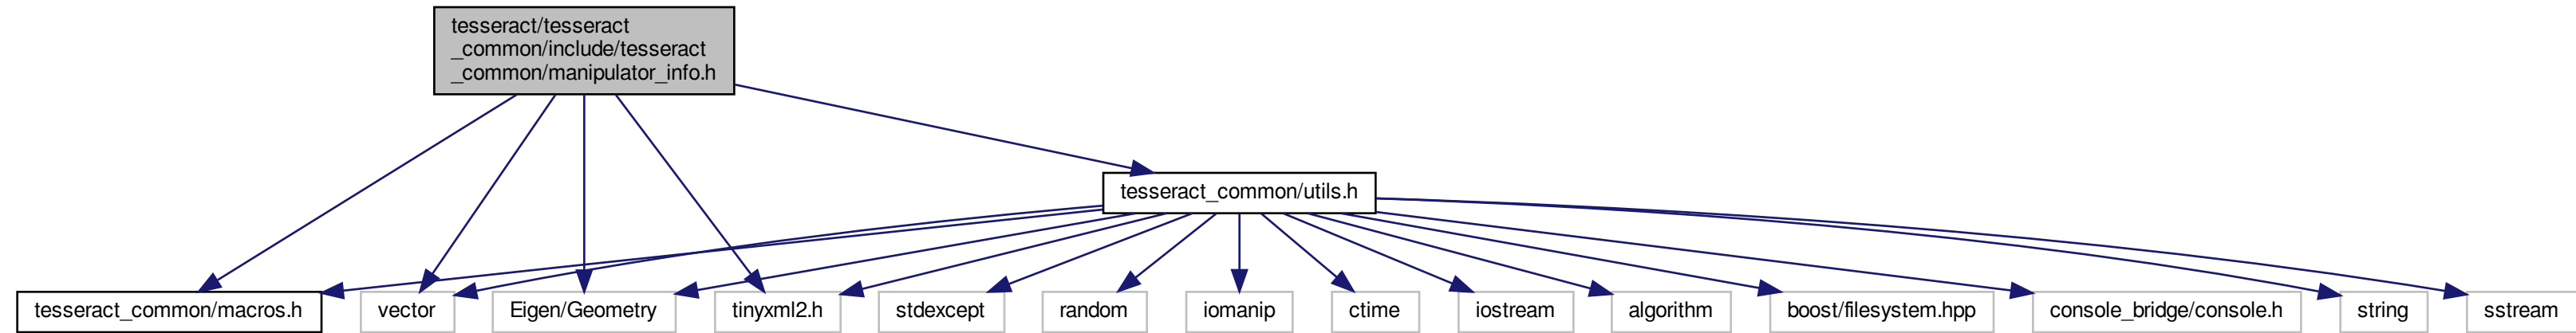 tesseract/tesseract
_common/include/tesseract
_common/manipulator_info.h
tesseract_common/utils.h
tesseract_common/macros.h
vector
Eigen/Geometry
tinyxml2.h
stdexcept
random
iomanip
ctime
iostream
algorithm
boost/filesystem.hpp
console_bridge/console.h
string
sstream